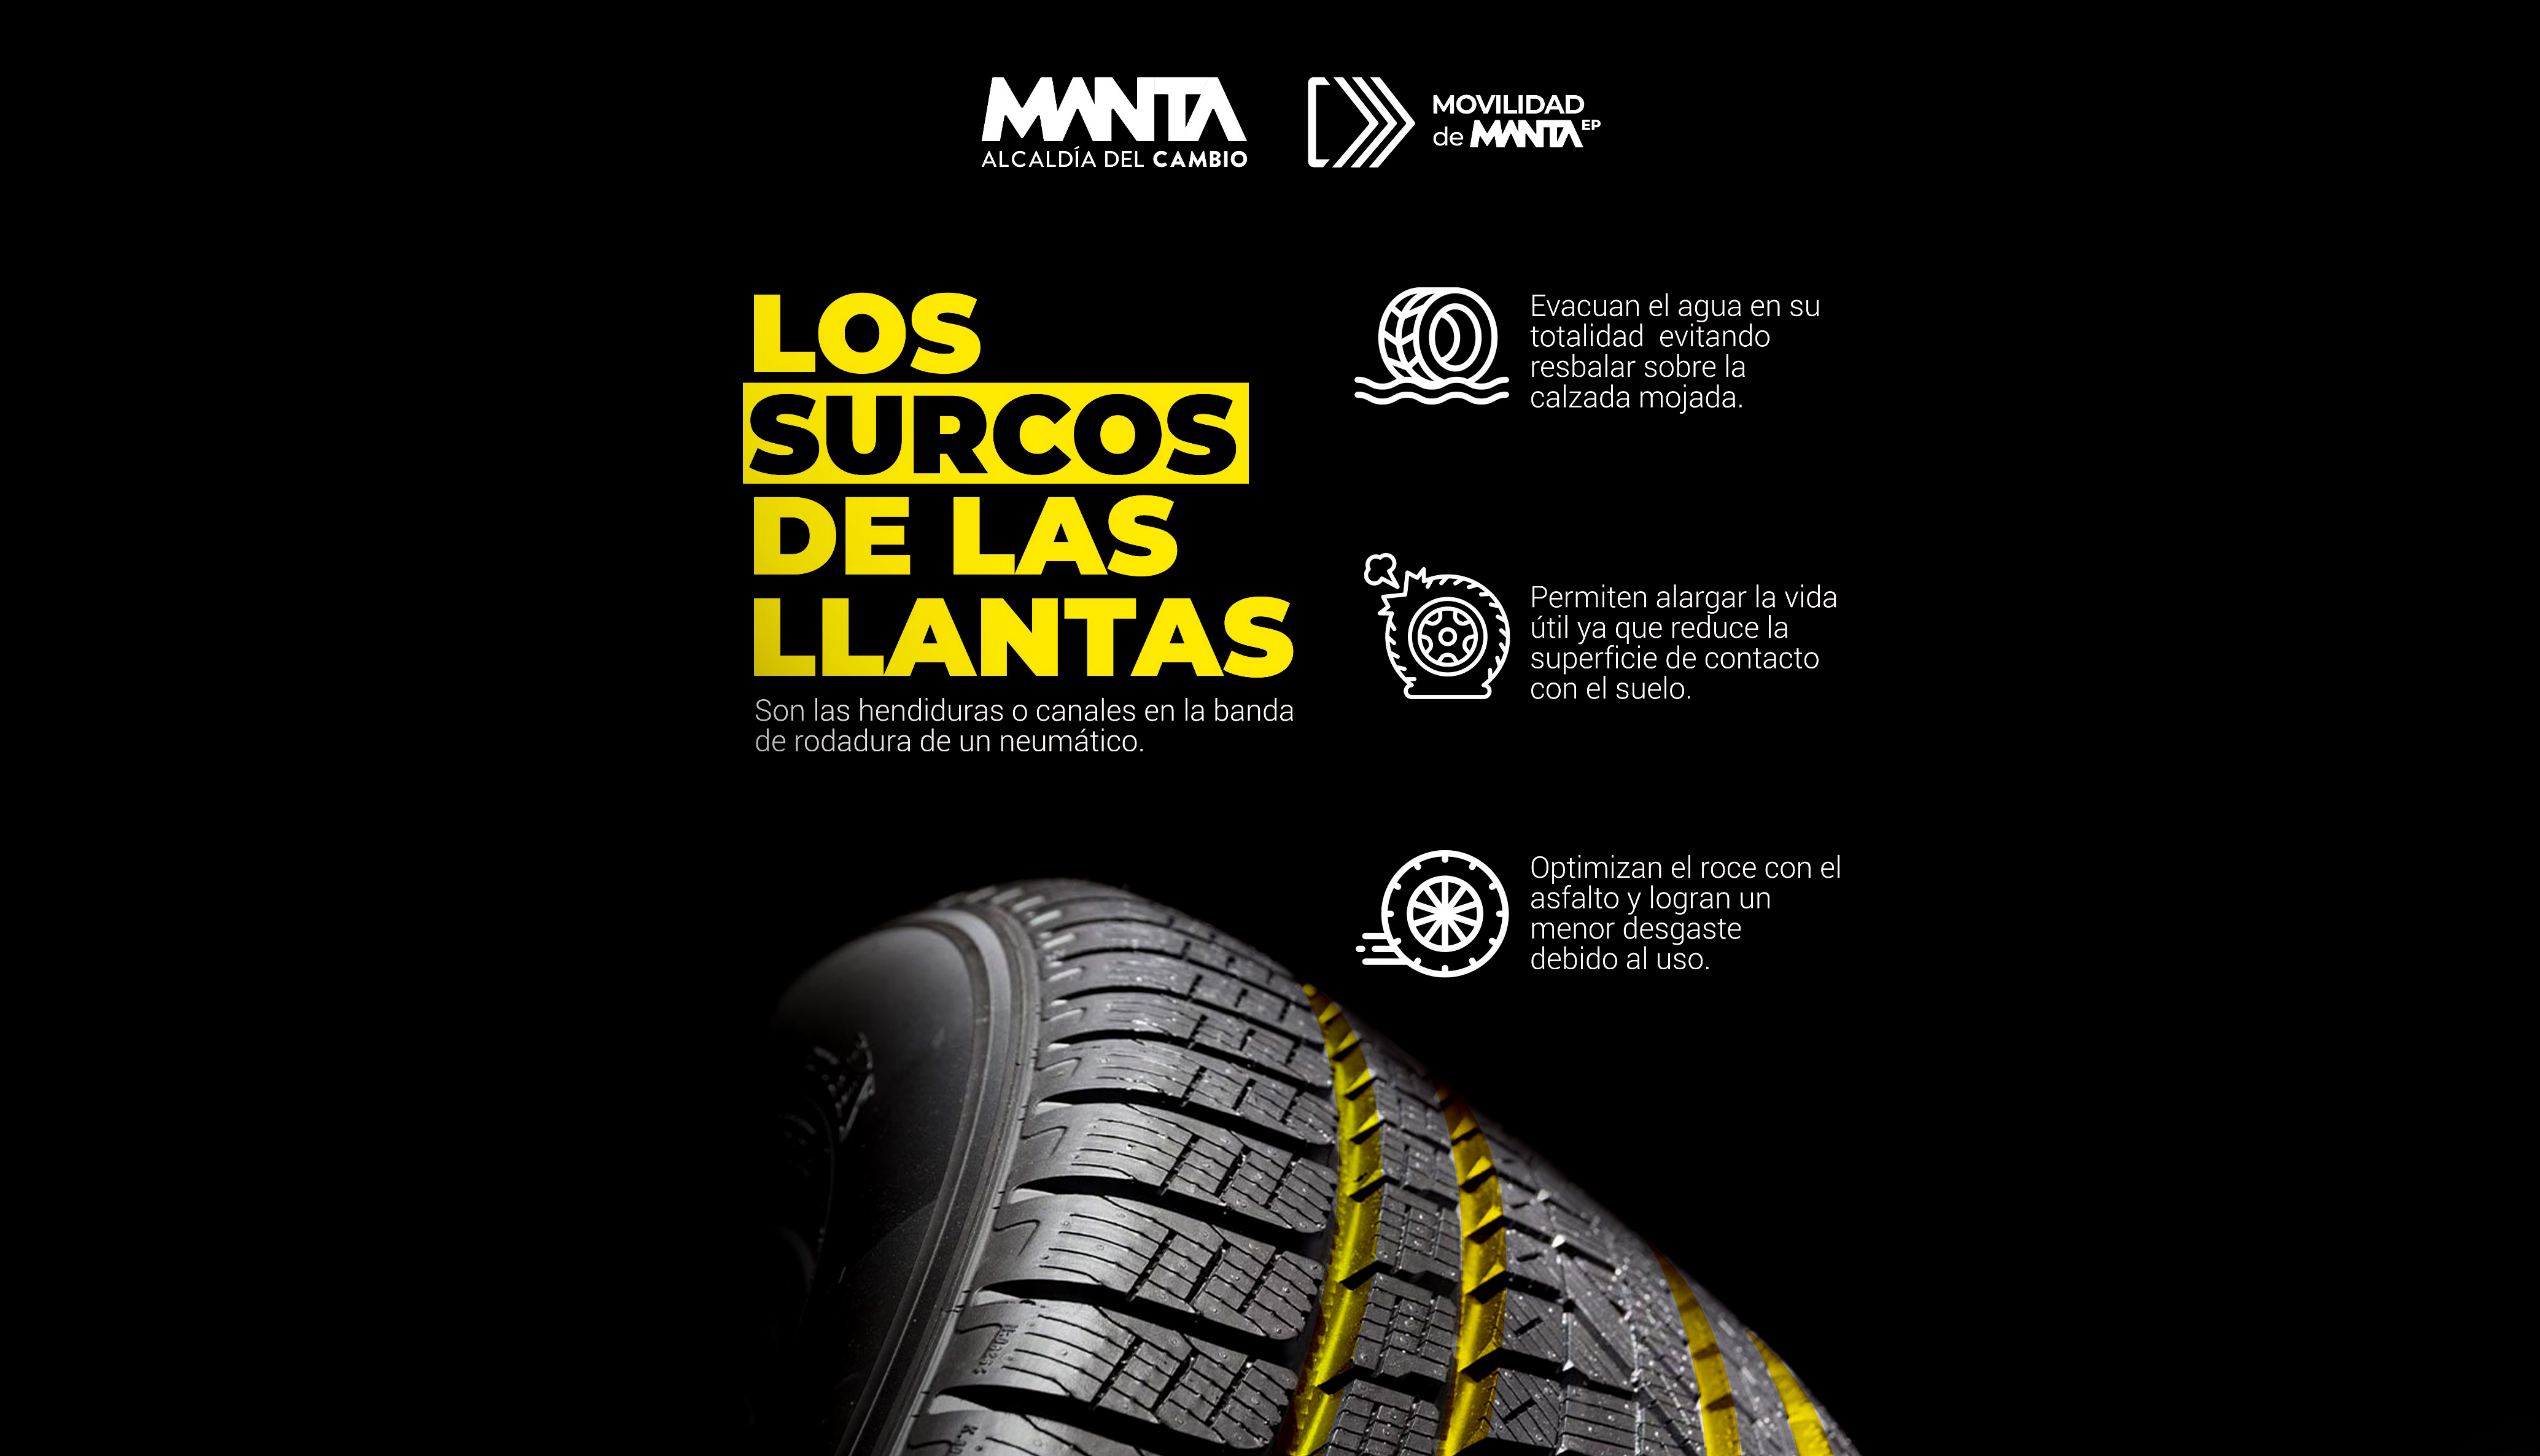 MANTA
ALCALDÍA DEL CAMBIO
MOVILIDAD
de MANTA EP
LOS
SURCOS
DE LAS
LLANTAS
Son las hendiduras o canales en la banda
de rodadura de un neumático.
Evacuan el agua en su
totalidad  evitando
resbalar sobre la
calzada mojada.
Permiten alargar la vida
útil ya que reduce la
superficie de contacto
con el suelo.
Optimizan el roce con el
asfalto y logran un
menor desgaste
debido al uso.